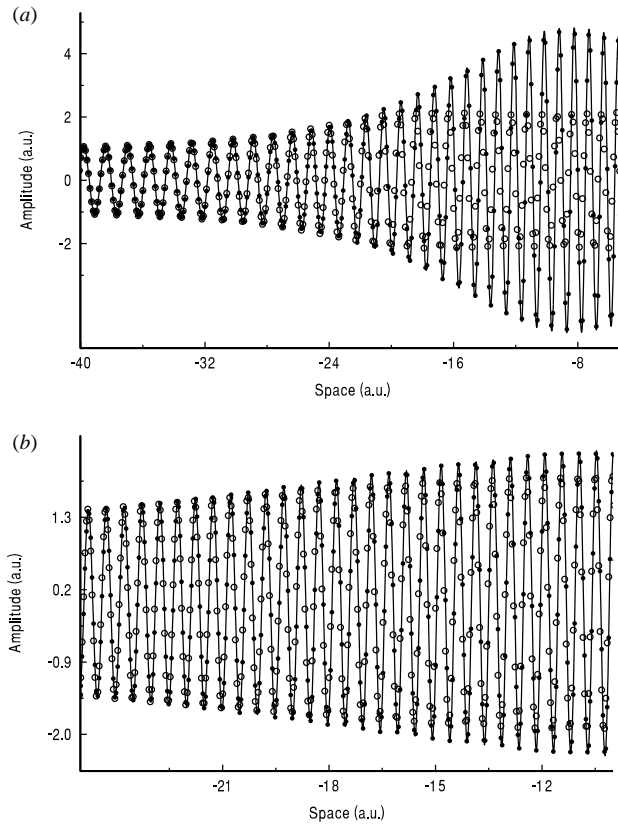 (a)
4
2
0
-2
Amplitude (a.u.)
-40 -32 -24 -16 -8
Space (a.u.)
(b)
1.3
0.2
-0.9
-2.0
Amplitude (a.u.)
-21 -18 -15 -12
Space (a.u.)